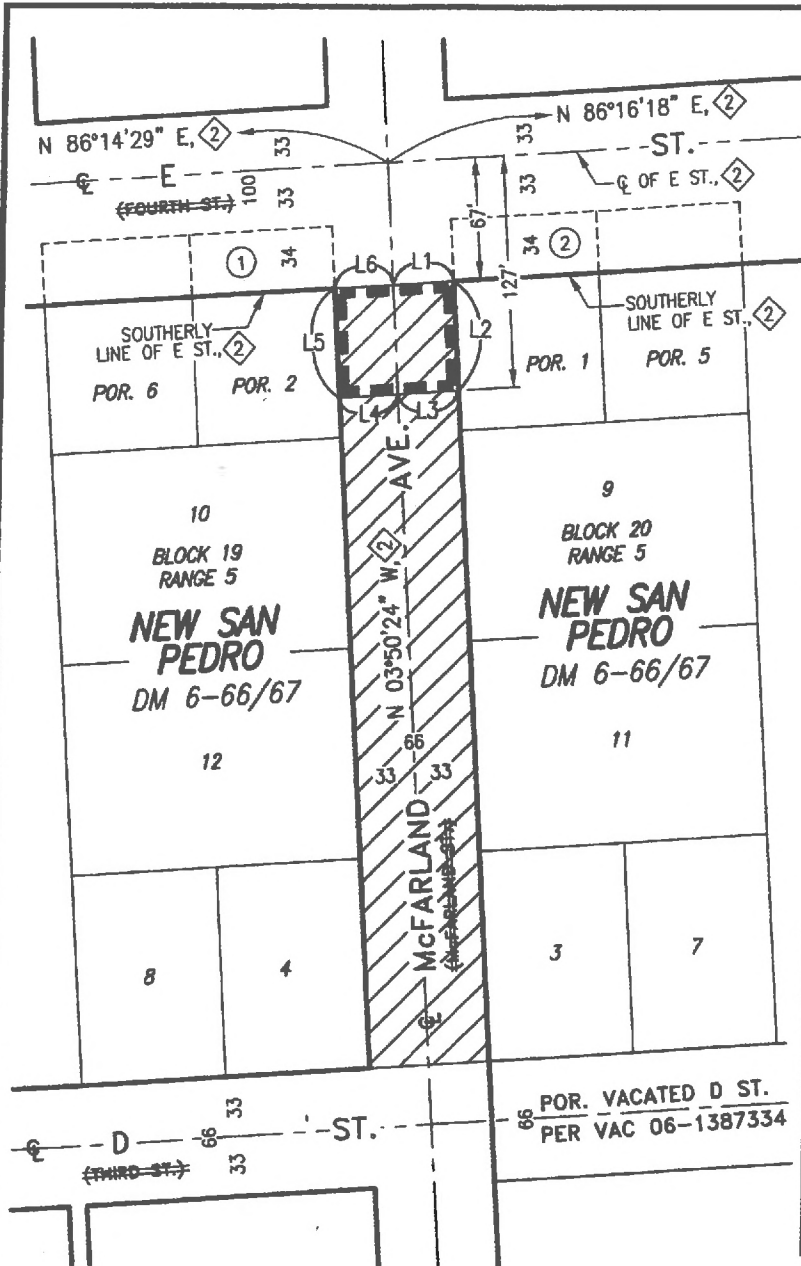 N 86°14'29" E, 2
N 86°16'18" E, 2
33
33
℄ E ST.
(FOURTH ST.)
100
33
33
℄ OF E ST., 2
67'
127'
1
34
34
2
L6
L1
L5
L2
L4
L3
SOUTHERLY
LINE OF E ST., 2
SOUTHERLY
LINE OF E ST., 2
POR. 6
POR. 2
POR. 1
POR. 5
10
BLOCK 19
RANGE 5
NEW SAN
PEDRO
DM 6-66/67
12
9
BLOCK 20
RANGE 5
NEW SAN
PEDRO
DM 6-66/67
11
N 03°50'24" W, 2
66
33
33
McFARLAND AVE.
(McFARLAND ST.)
℄
8
4
3
7
℄ D ST.
(THIRD ST.)
66
33
33
66
POR. VACATED D ST.
PER VAC 06-1387334